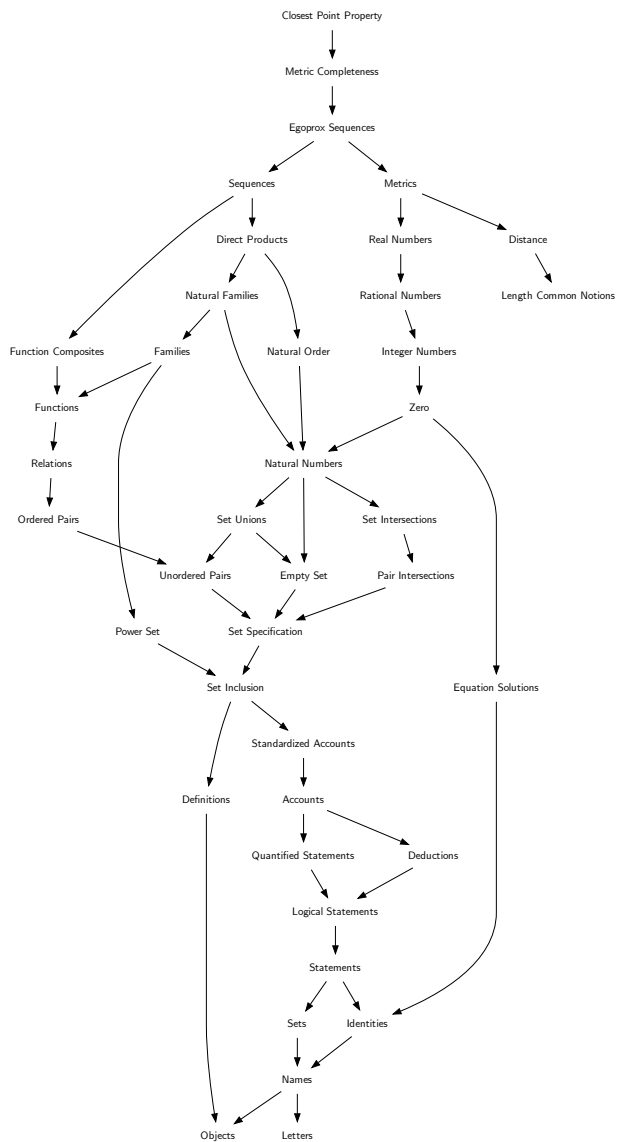 Closest Point Property
Metric Completeness
Egoprox Sequences
Sequences
Metrics
Direct Products
Real Numbers
Distance
Natural Families
Rational Numbers
Length Common Notions
Function Composites
Families
Natural Order
Integer Numbers
Functions
Zero
Relations
Natural Numbers
Ordered Pairs
Set Unions
Set Intersections
Unordered Pairs
Empty Set
Pair Intersections
Power Set
Set Specification
Set Inclusion
Equation Solutions
Standardized Accounts
Definitions
Accounts
Quantified Statements
Deductions
Logical Statements
Statements
Sets
Identities
Names
Objects
Letters